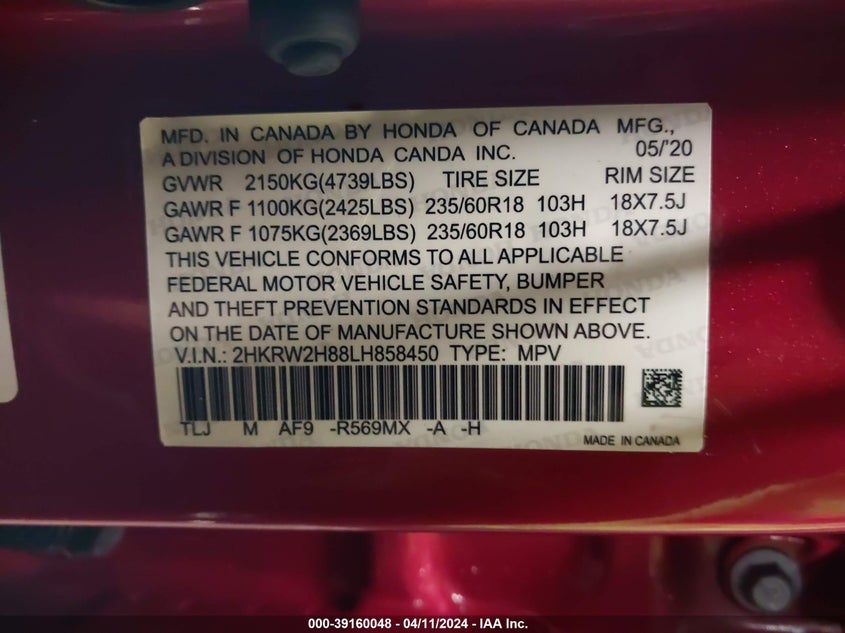 MFD. IN CANADA BY HONDA OF CANADA MFG.,
A DIVISION OF HONDA CANDA INC. 05/'20
GVWR 2150KG(4739LBS) TIRE SIZE RIM SIZE
GAWR F 1100KG(2425LBS) 235/60R18 103H 18X7.5J
GAWR F 1075KG(2369LBS) 235/60R18 103H 18X7.5J
THIS VEHICLE CONFORMS TO ALL APPLICABLE
FEDERAL MOTOR VEHICLE SAFETY, BUMPER
AND THEFT PREVENTION STANDARDS IN EFFECT
ON THE DATE OF MANUFACTURE SHOWN ABOVE.
V.I.N.: 2HKRW2H88LH858450 TYPE: MPV
TLJ M AF9 -R569MX -A -H
MADE IN CANADA
000-39160048 - 04/11/2024 - IAA Inc.